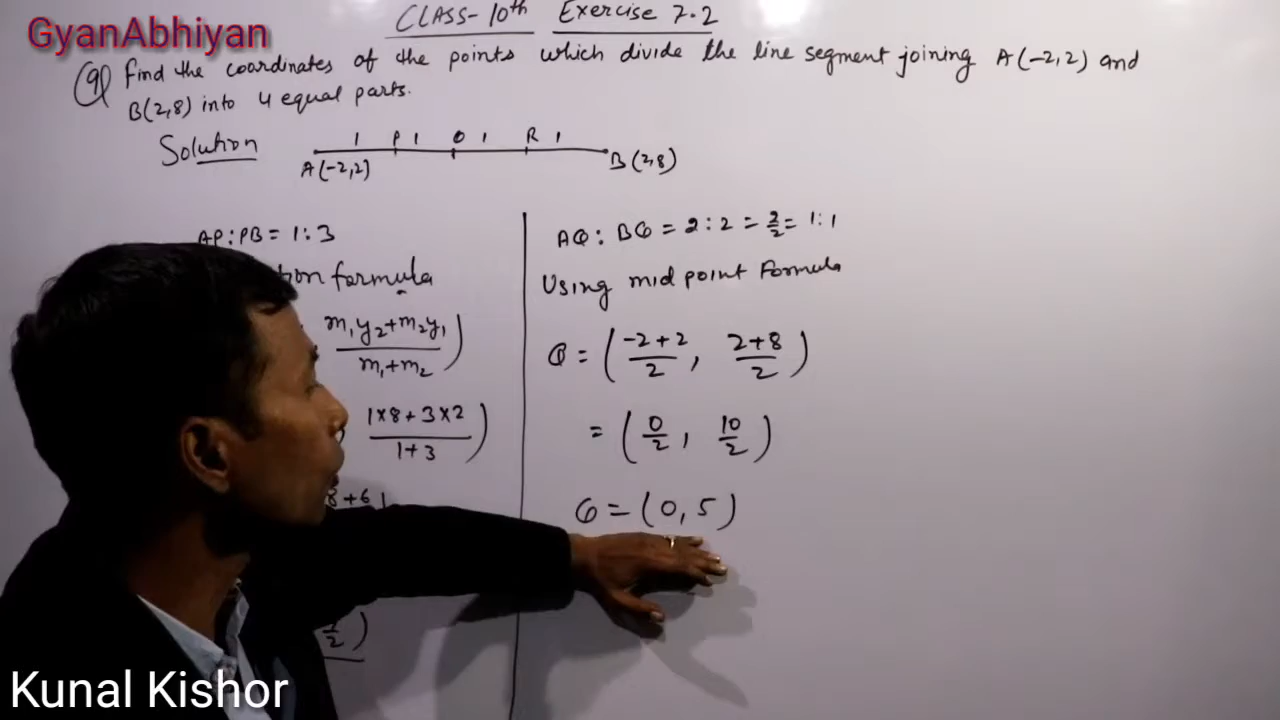 CLASS-10th Exercise 7.2
GyanAbhiyan
Q9 Find the coordinates of the points which divide the line segment joining A(-2,2) and
B(2,8) into 4 equal parts.
Solution
1 P 1 Q 1 R 1
A(-2,2) B(2,8)
AP:PB = 1:3
formula
m₁y₂+m₂y₁
m₁+m₂
1×8+3×2
1+3
8+6
2)
AQ : BQ = 2:2 = 2/2 = 1:1
Using mid point Formula
Q = (-2+2/2, 2+8/2)
= (0/2, 10/2)
Q = (0,5)
Kunal Kishor